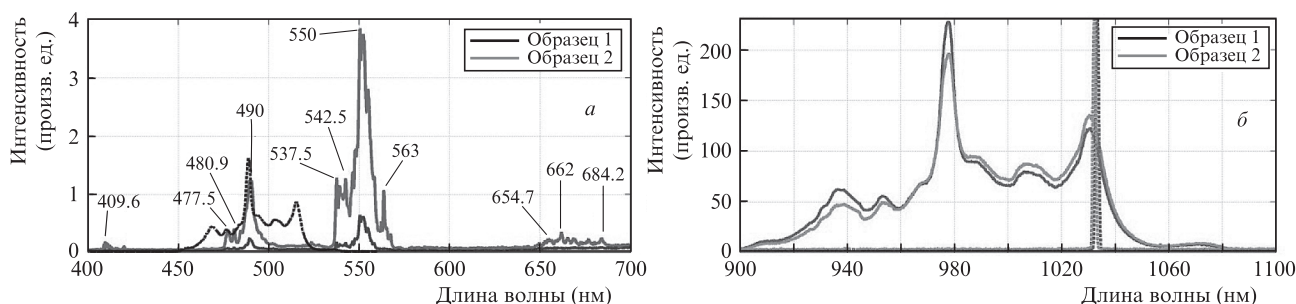 Интенсивность
(произв. ед.)
4
3
2
1
0
400
450
500
550
600
650
700
Длина волны (нм)
Образец 1
Образец 2
а
409.6
477.5
480.9
490
537.5
542.5
550
563
654.7
662
684.2
Интенсивность
(произв. ед.)
200
150
100
50
0
900
940
980
1020
1060
1100
Длина волны (нм)
Образец 1
Образец 2
б